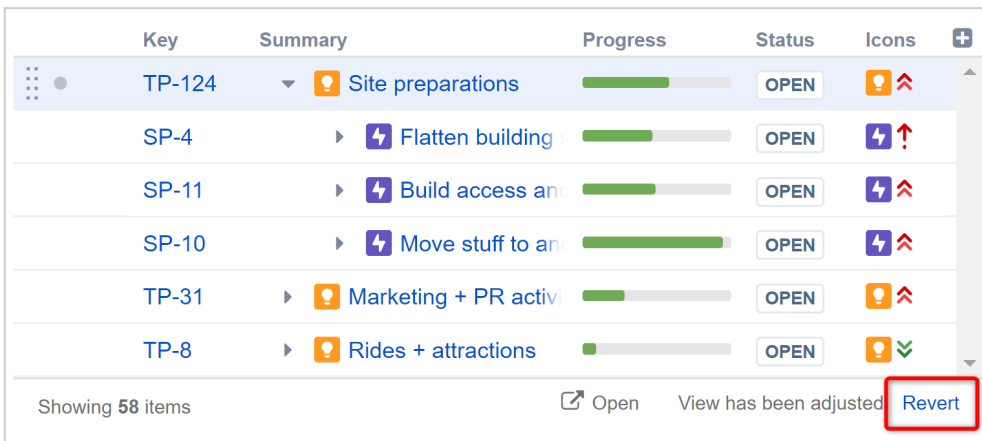 Key Summary Progress Status Icons
TP-124 Site preparations OPEN
SP-4 Flatten building OPEN
SP-11 Build access an OPEN
SP-10 Move stuff to an OPEN
TP-31 Marketing + PR activi OPEN
TP-8 Rides + attractions OPEN
Showing 58 items Open View has been adjusted Revert